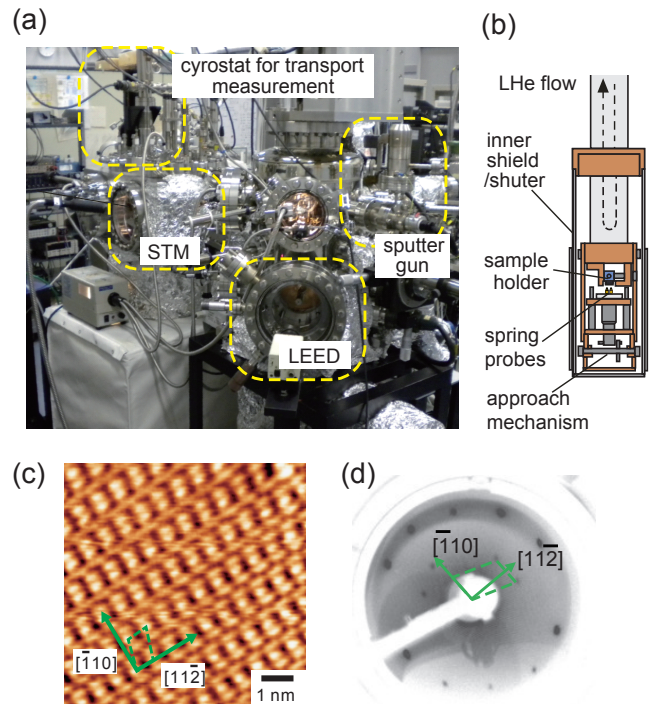 (a)
cyrostat for transport
measurement
STM
sputter
gun
LEED
(b)
LHe flow
inner
shield
/shuter
sample
holder
spring
probes
approach
mechanism
(c)
[1̅10]
[112̅]
1 nm
(d)
[1̅10]
[112̅]